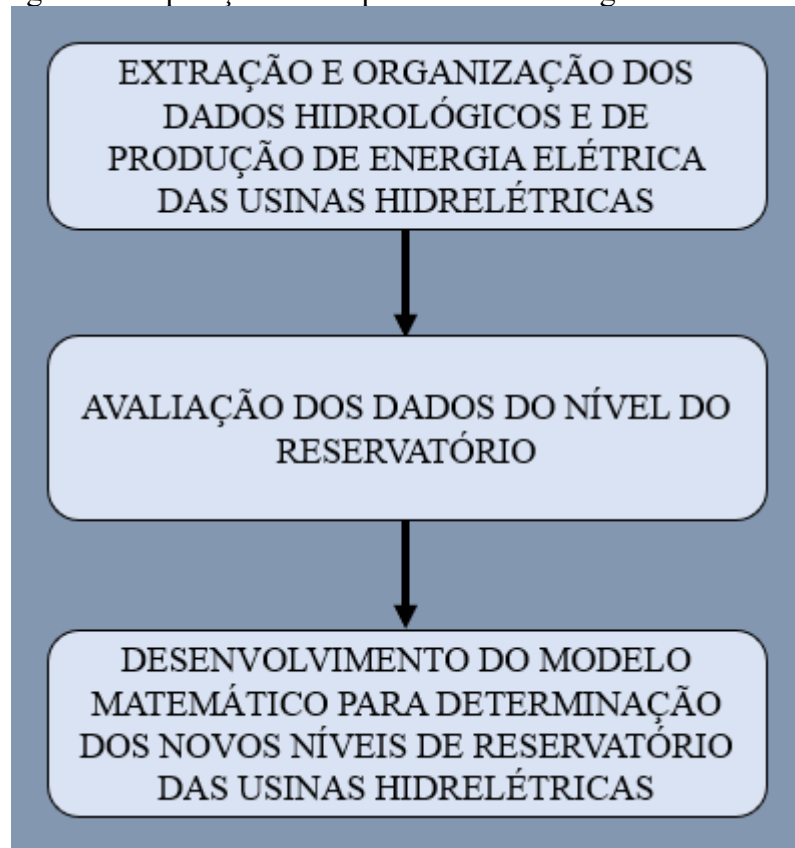 EXTRAÇÃO E ORGANIZAÇÃO DOS
DADOS HIDROLÓGICOS E DE
PRODUÇÃO DE ENERGIA ELÉTRICA
DAS USINAS HIDRELÉTRICAS
AVALIAÇÃO DOS DADOS DO NÍVEL DO
RESERVATÓRIO
DESENVOLVIMENTO DO MODELO
MATEMÁTICO PARA DETERMINAÇÃO
DOS NOVOS NÍVEIS DE RESERVATÓRIO
DAS USINAS HIDRELÉTRICAS